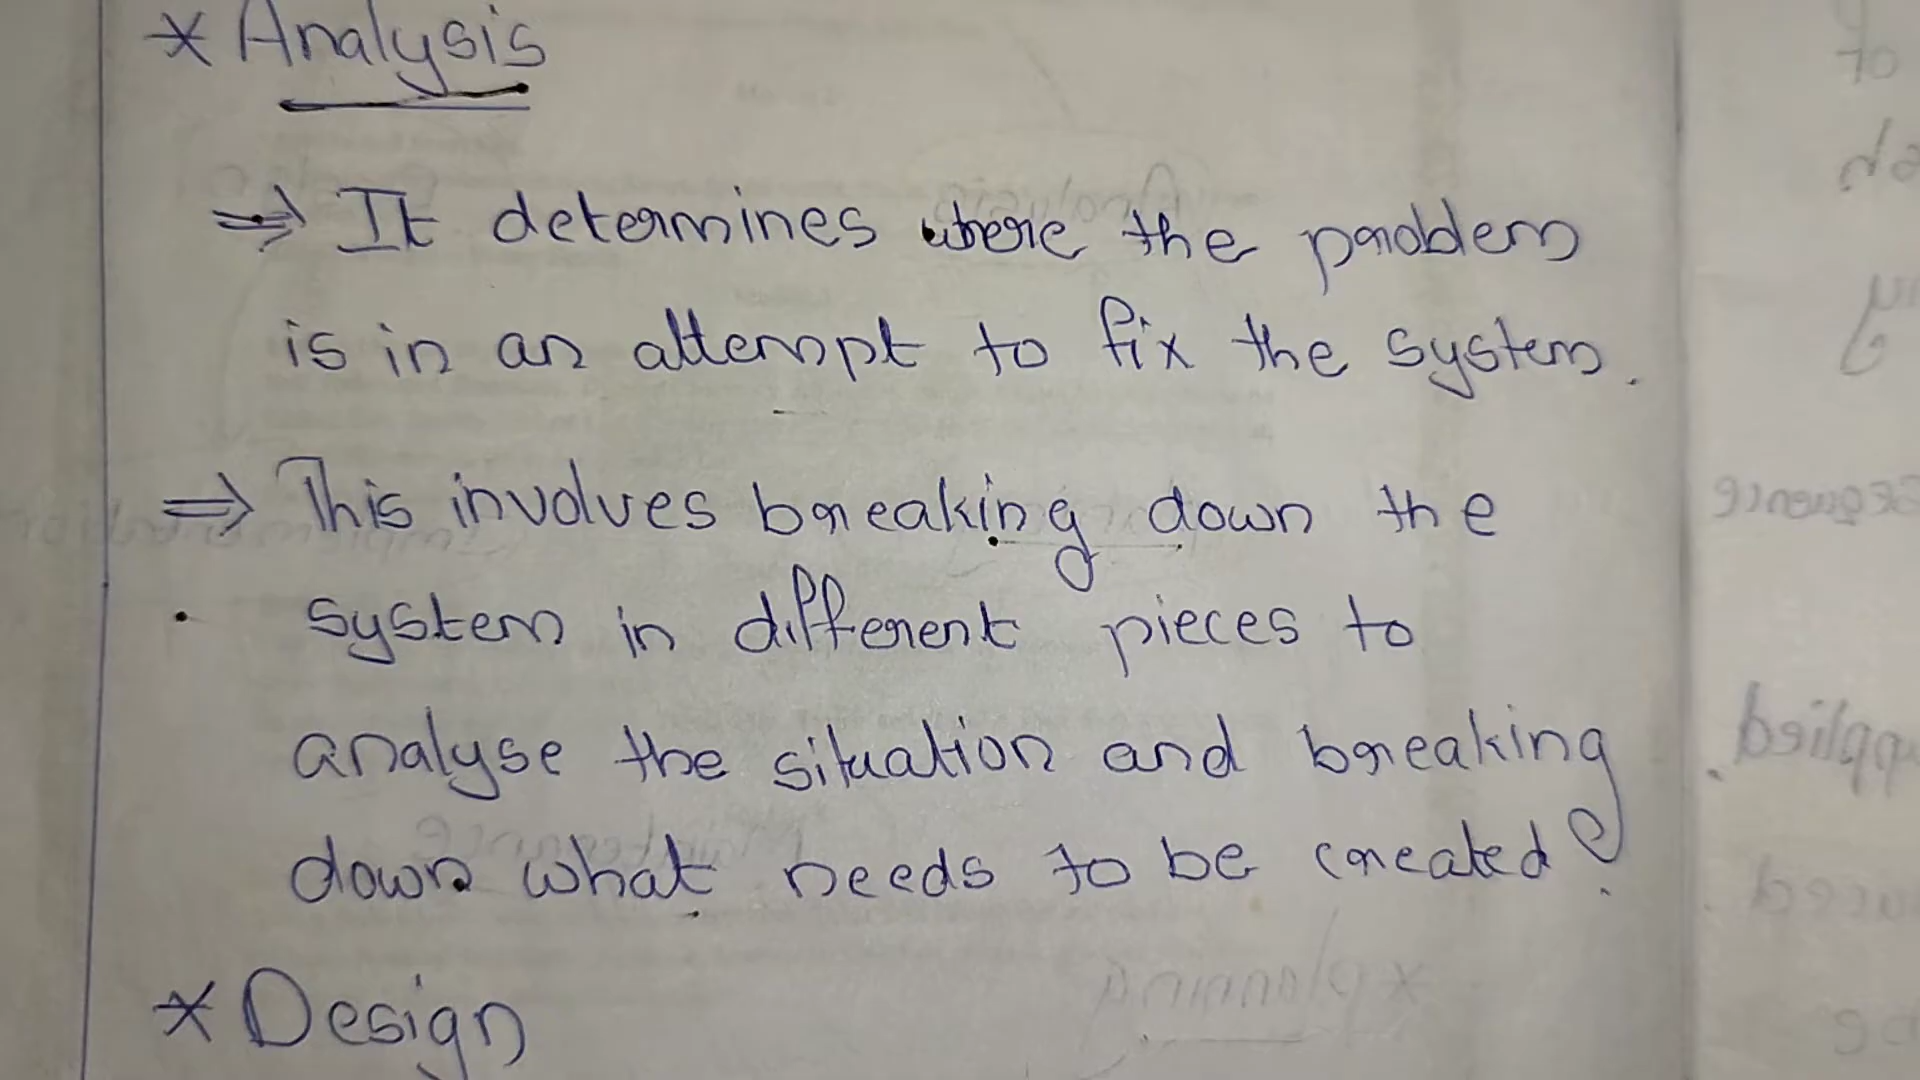 * Analysis
⇒ It determines where the problem
is in an attempt to fix the system.
⇒ This involves breaking down the
system in different pieces to
analyse the situation and breaking
down what needs to be created?
* Design